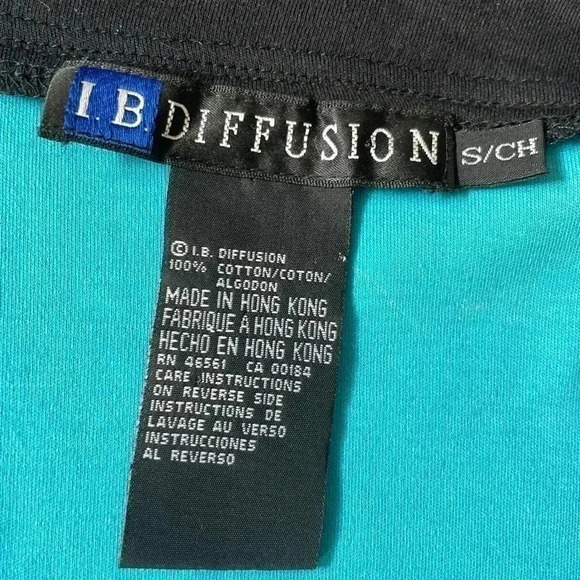 I.B. DIFFUSION S/CH
© I.B. DIFFUSION
100% COTTON/COTON/
ALGODON
MADE IN HONG KONG
FABRIQUE A HONG KONG
HECHO EN HONG KONG
RN 46561 CA 00184
CARE INSTRUCTIONS
ON REVERSE SIDE
INSTRUCTIONS DE
LAVAGE AU VERSO
INSTRUCCIONES
AL REVERSO